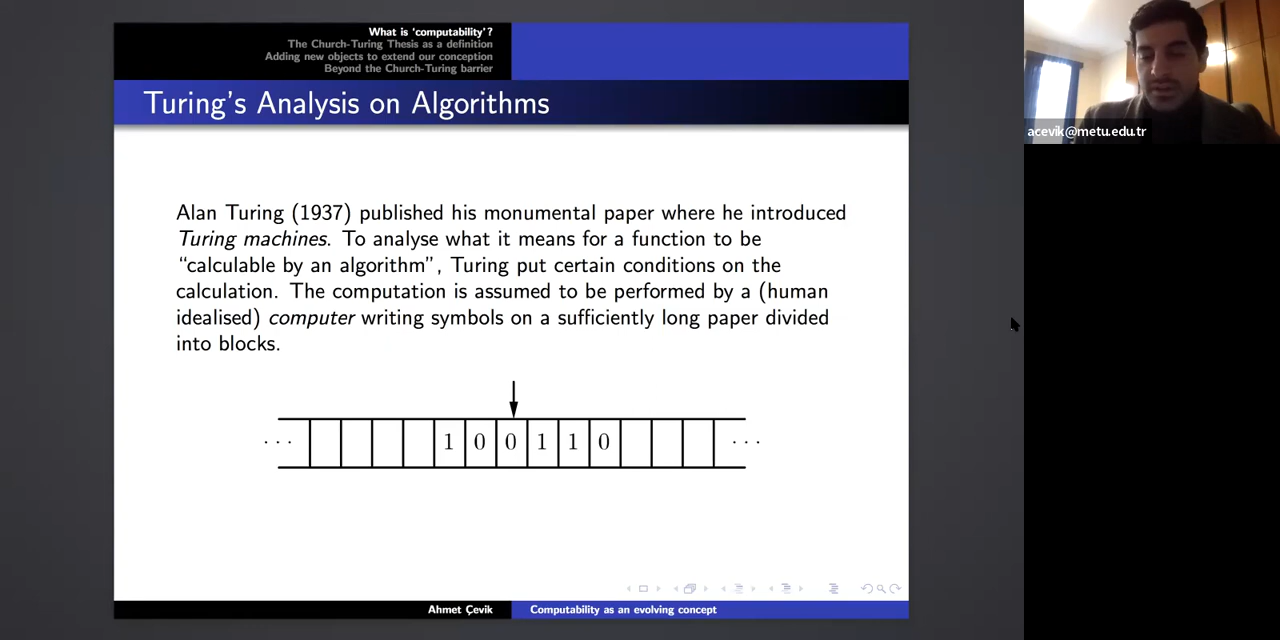 What is ‘computability’?
The Church-Turing Thesis as a definition
Adding new objects to extend our conception
Beyond the Church-Turing barrier
Turing’s Analysis on Algorithms
acevik@metu.edu.tr
Alan Turing (1937) published his monumental paper where he introduced
Turing machines. To analyse what it means for a function to be
“calculable by an algorithm”, Turing put certain conditions on the
calculation. The computation is assumed to be performed by a (human
idealised) computer writing symbols on a sufficiently long paper divided
into blocks.
··· 1 0 0 1 1 0 ···
Ahmet Çevik
Computability as an evolving concept